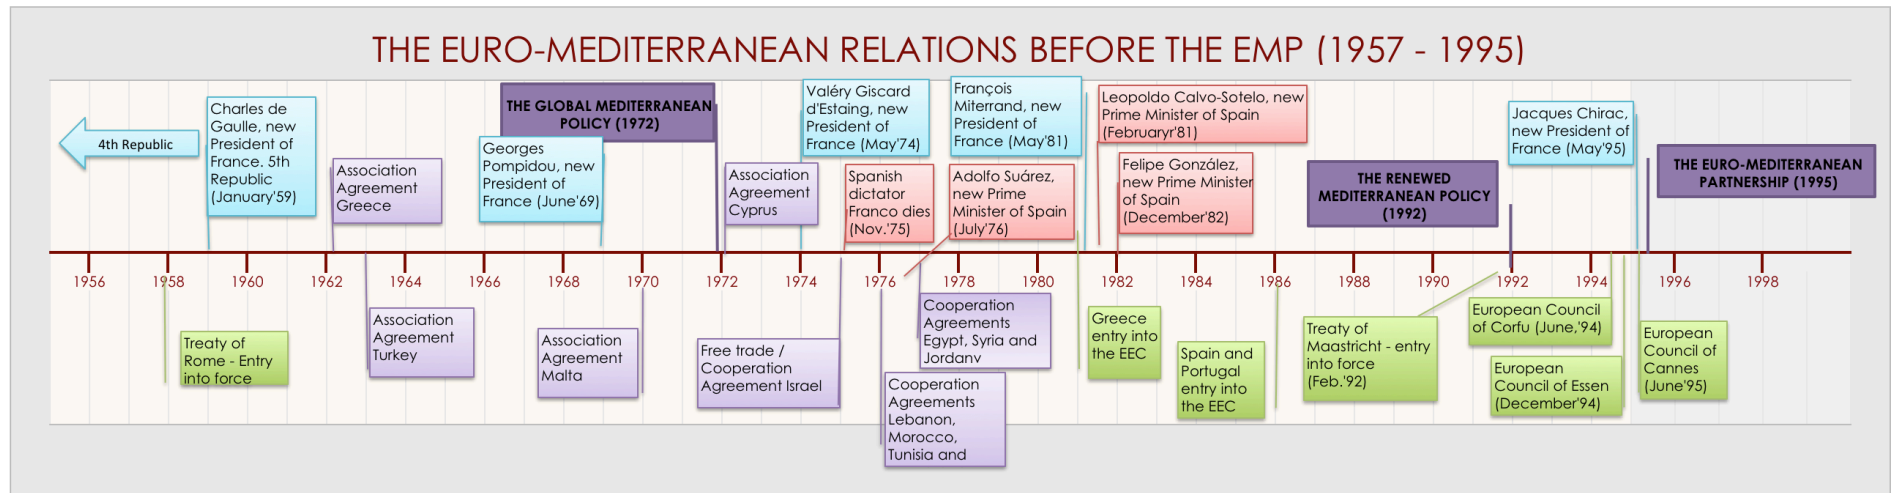 THE EURO-MEDITERRANEAN RELATIONS BEFORE THE EMP (1957 - 1995)
4th Republic
Charles de
Gaulle, new
President of
France. 5th
Republic
(January'59)
Association
Agreement
Greece
THE GLOBAL MEDITERRANEAN
POLICY (1972)
Georges
Pompidou, new
President of
France (June'69)
Association
Agreement
Cyprus
Valéry Giscard
d'Estaing, new
President of
France (May'74)
Spanish
dictator
Franco dies
(Nov.'75)
François
Miterrand, new
President of
France (May'81)
Adolfo Suárez,
new Prime
Minister of Spain
(July'76)
Leopoldo Calvo-Sotelo, new
Prime Minister of Spain
(Februaryr'81)
Felipe González,
new Prime Minister
of Spain
(December'82)
THE RENEWED
MEDITERRANEAN POLICY
(1992)
Jacques Chirac,
new President of
France (May'95)
THE EURO-MEDITERRANEAN
PARTNERSHIP (1995)
1956 1958 1960 1962 1964 1966 1968 1970 1972 1974 1976 1978 1980 1982 1984 1986 1988 1990 1992 1994 1996 1998
Treaty of
Rome - Entry
into force
Association
Agreement
Turkey
Association
Agreement
Malta
Free trade /
Cooperation
Agreement Israel
Cooperation
Agreements
Lebanon,
Morocco,
Tunisia and
Cooperation
Agreements
Egypt, Syria and
Jordany
Greece
entry into
the EEC
Spain and
Portugal
entry into
the EEC
Treaty of
Maastricht - entry
into force
(Feb.'92)
European Council
of Corfu (June,'94)
European
Council of Essen
(December'94)
European
Council of
Cannes
(June'95)